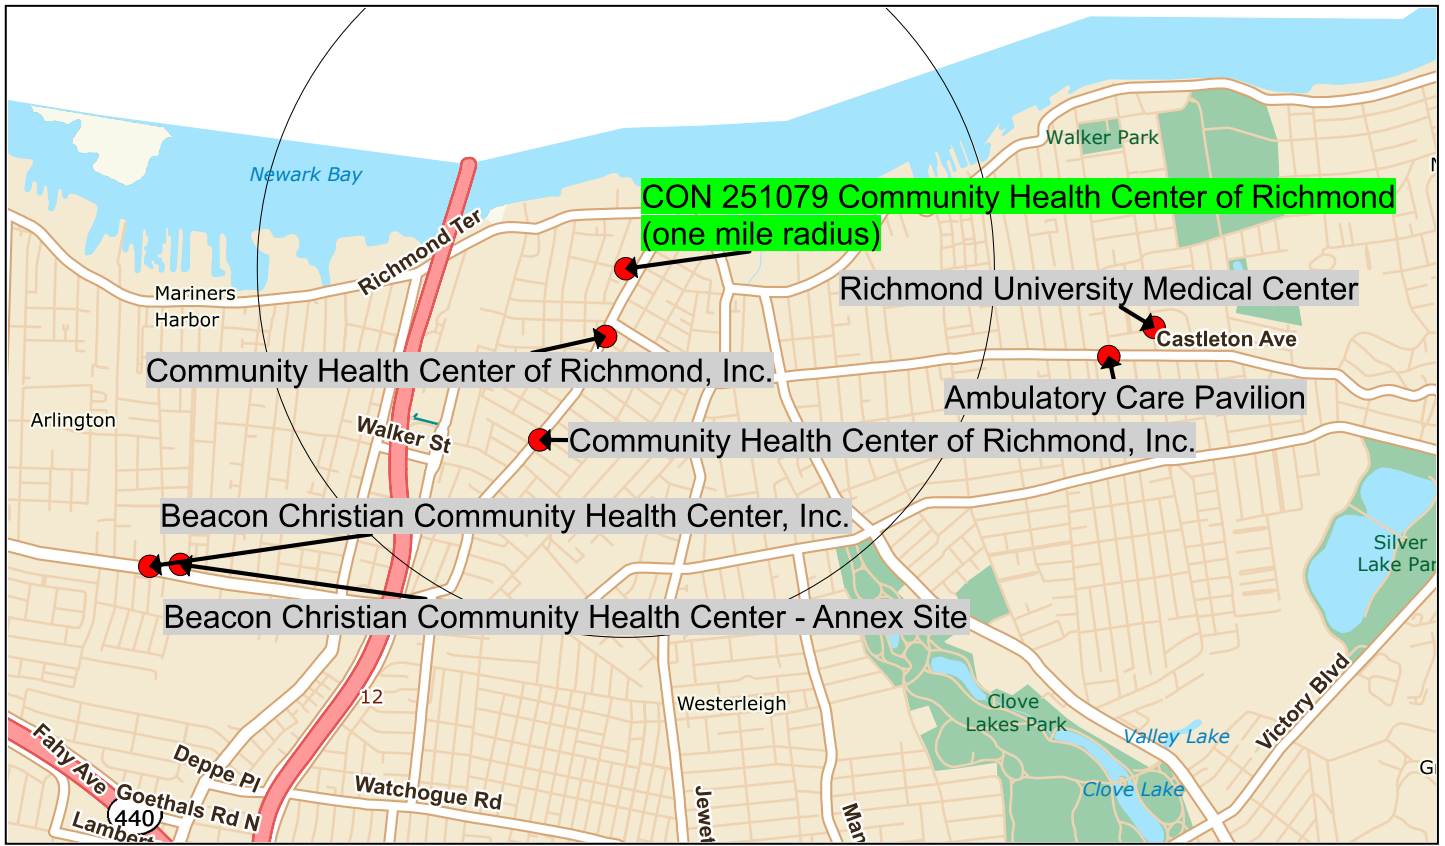 Walker Park
Newark Bay
CON 251079 Community Health Center of Richmond
(one mile radius)
Richmond Ter
Richmond University Medical Center
Mariners
Harbor
Castleton Ave
Community Health Center of Richmond, Inc.
Ambulatory Care Pavilion
Arlington
Walker St
Community Health Center of Richmond, Inc.
Beacon Christian Community Health Center, Inc.
Silver
Lake Par
Beacon Christian Community Health Center - Annex Site
12
Westerleigh
Clove
Lakes Park
Victory Blvd
Valley Lake
Fahy Ave
Deppe Pl
Watchogue Rd
Clove Lake
Goethals Rd N
440
Lambert
Jewet
Man
G